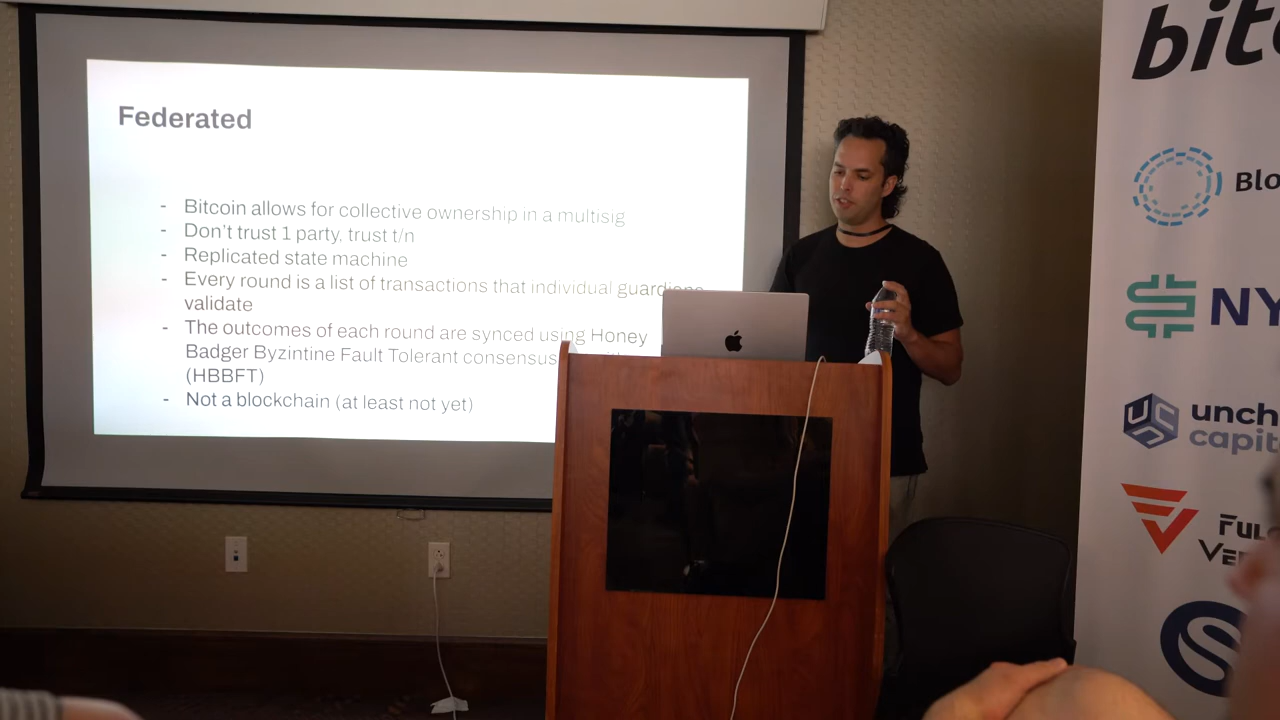 Federated
- Bitcoin allows for collective ownership in a multisig
- Don't trust 1 party, trust t/n
- Replicated state machine
- Every round is a list of transactions that individual guardians
validate
- The outcomes of each round are synced using Honey
Badger Byzintine Fault Tolerant consensus
(HBBFT)
- Not a blockchain (at least not yet)
bitc
Blo
NY
unch
capit
FUL
VE